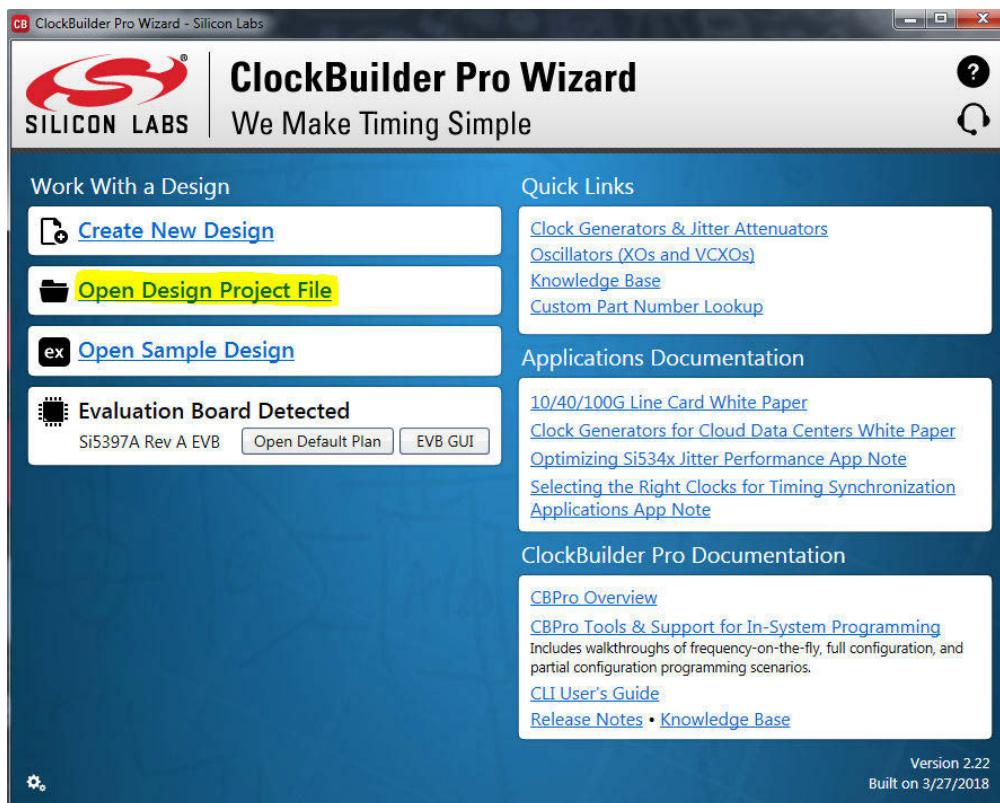 CB ClockBuilder Pro Wizard - Silicon Labs
SILICON LABS
®
ClockBuilder Pro Wizard
We Make Timing Simple
?
Work With a Design
Create New Design
Open Design Project File
ex Open Sample Design
Evaluation Board Detected
Si5397A Rev A EVB Open Default Plan EVB GUI
Quick Links
Clock Generators & Jitter Attenuators
Oscillators (XOs and VCXOs)
Knowledge Base
Custom Part Number Lookup
Applications Documentation
10/40/100G Line Card White Paper
Clock Generators for Cloud Data Centers White Paper
Optimizing Si534x Jitter Performance App Note
Selecting the Right Clocks for Timing Synchronization
Applications App Note
ClockBuilder Pro Documentation
CBPro Overview
CBPro Tools & Support for In-System Programming
Includes walkthroughs of frequency-on-the-fly, full configuration, and
partial configuration programming scenarios.
CLI User's Guide
Release Notes • Knowledge Base
Version 2.22
Built on 3/27/2018